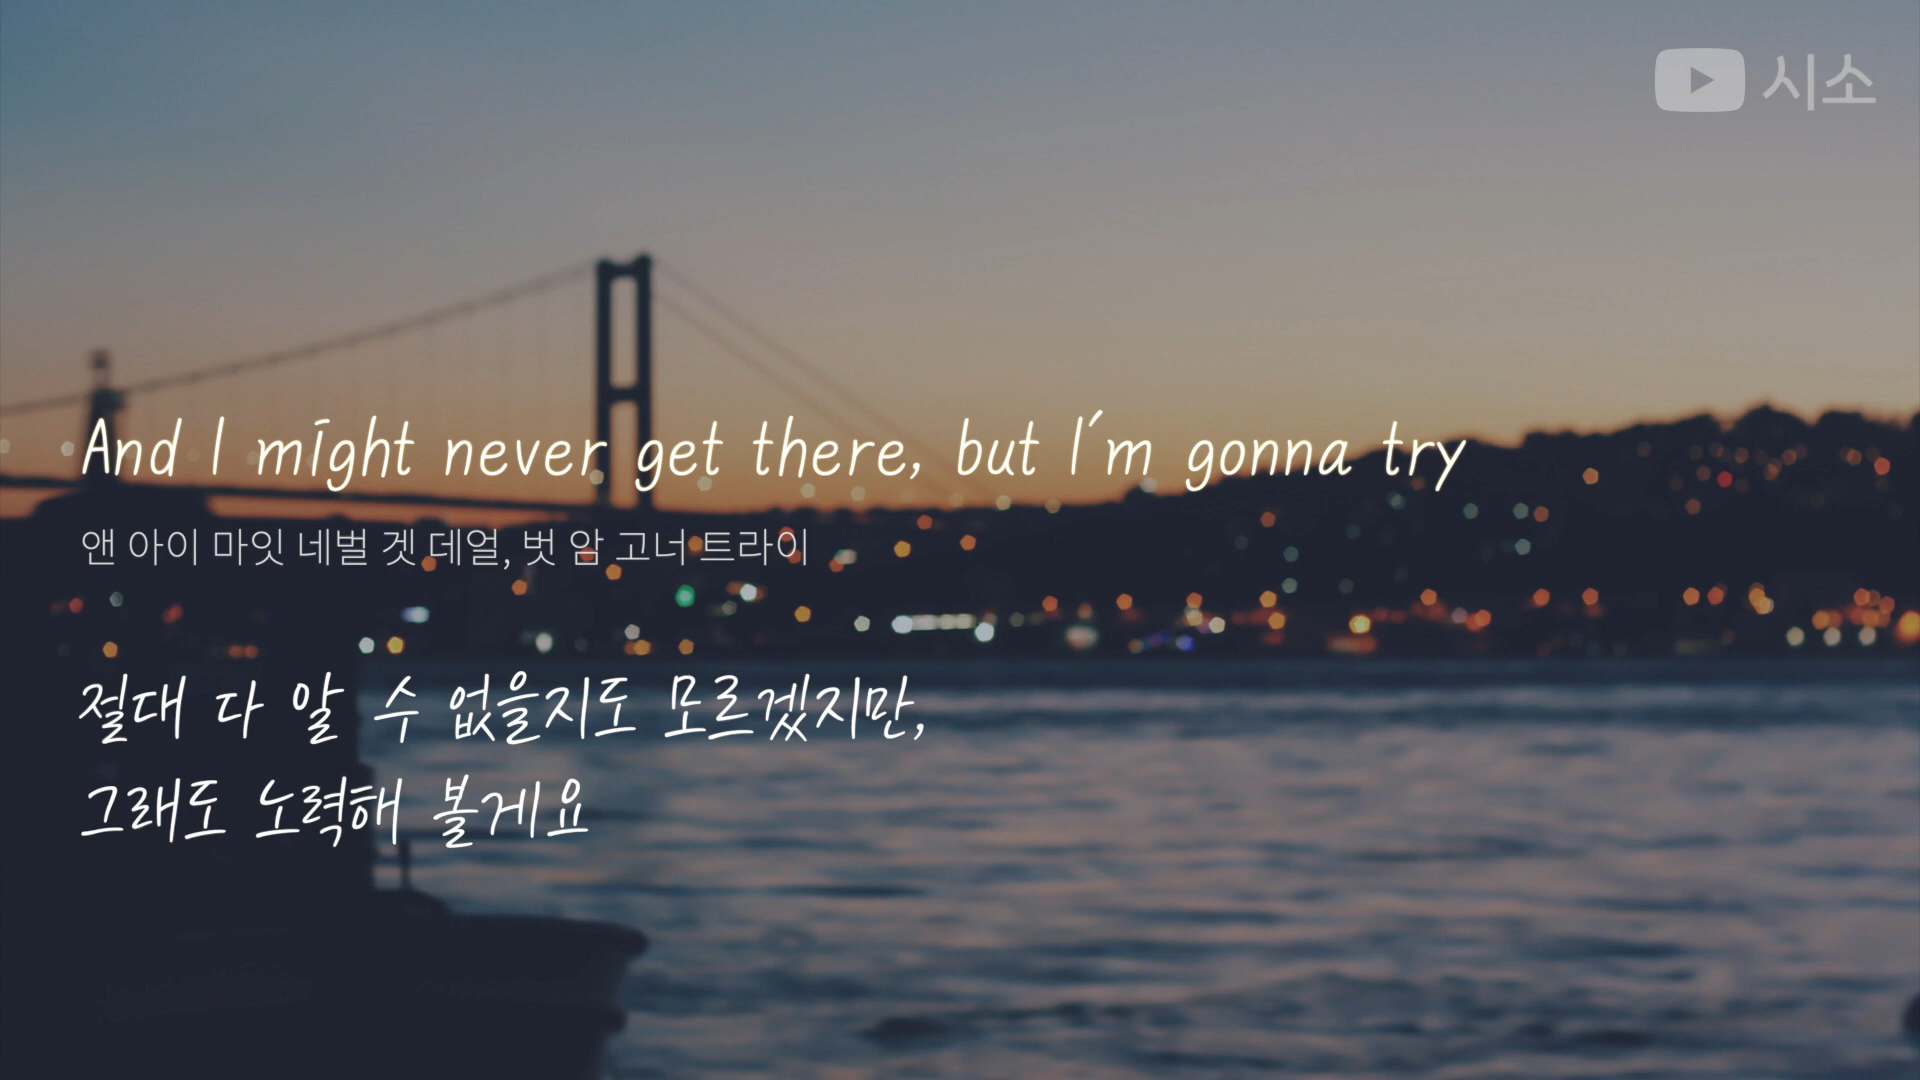 시소
And I might never get there, but I'm gonna try
앤 아이 마잇 네벌 겟 데얼, 벗 암 고너 트라이
절대 다 알 수 없을지도 모르겠지만,
그래도 노력해 볼게요